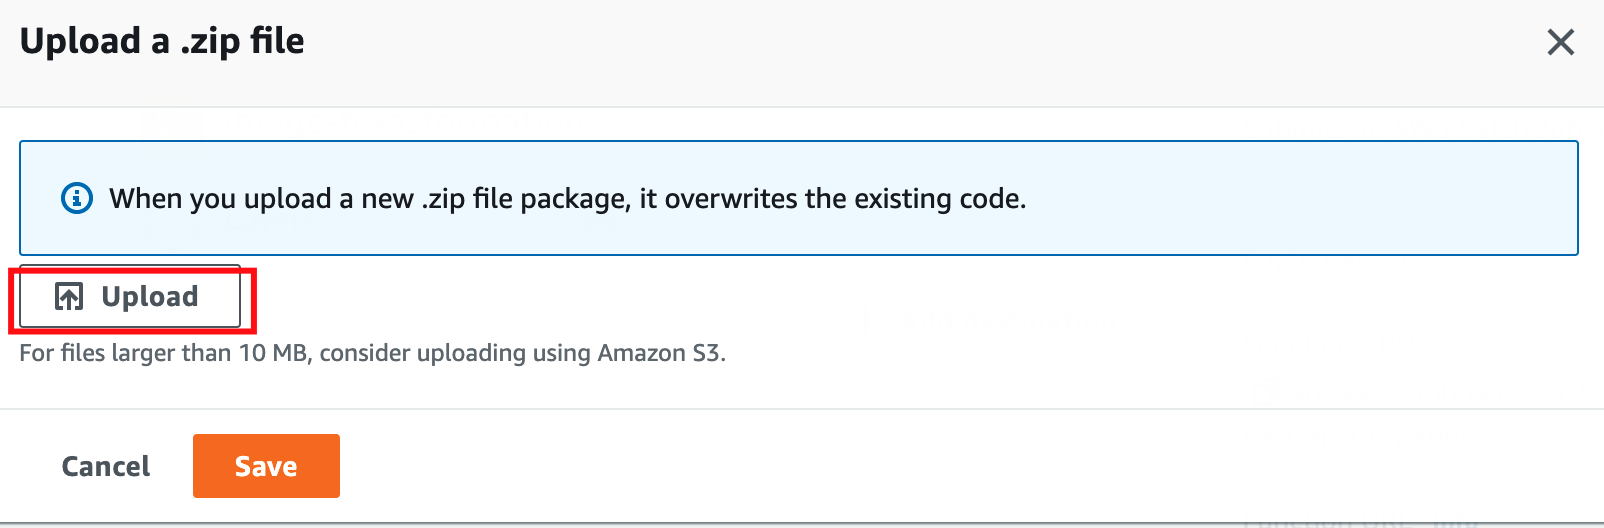 Upload a .zip file
When you upload a new .zip file package, it overwrites the existing code.
Upload
For files larger than 10 MB, consider uploading using Amazon S3.
Cancel
Save